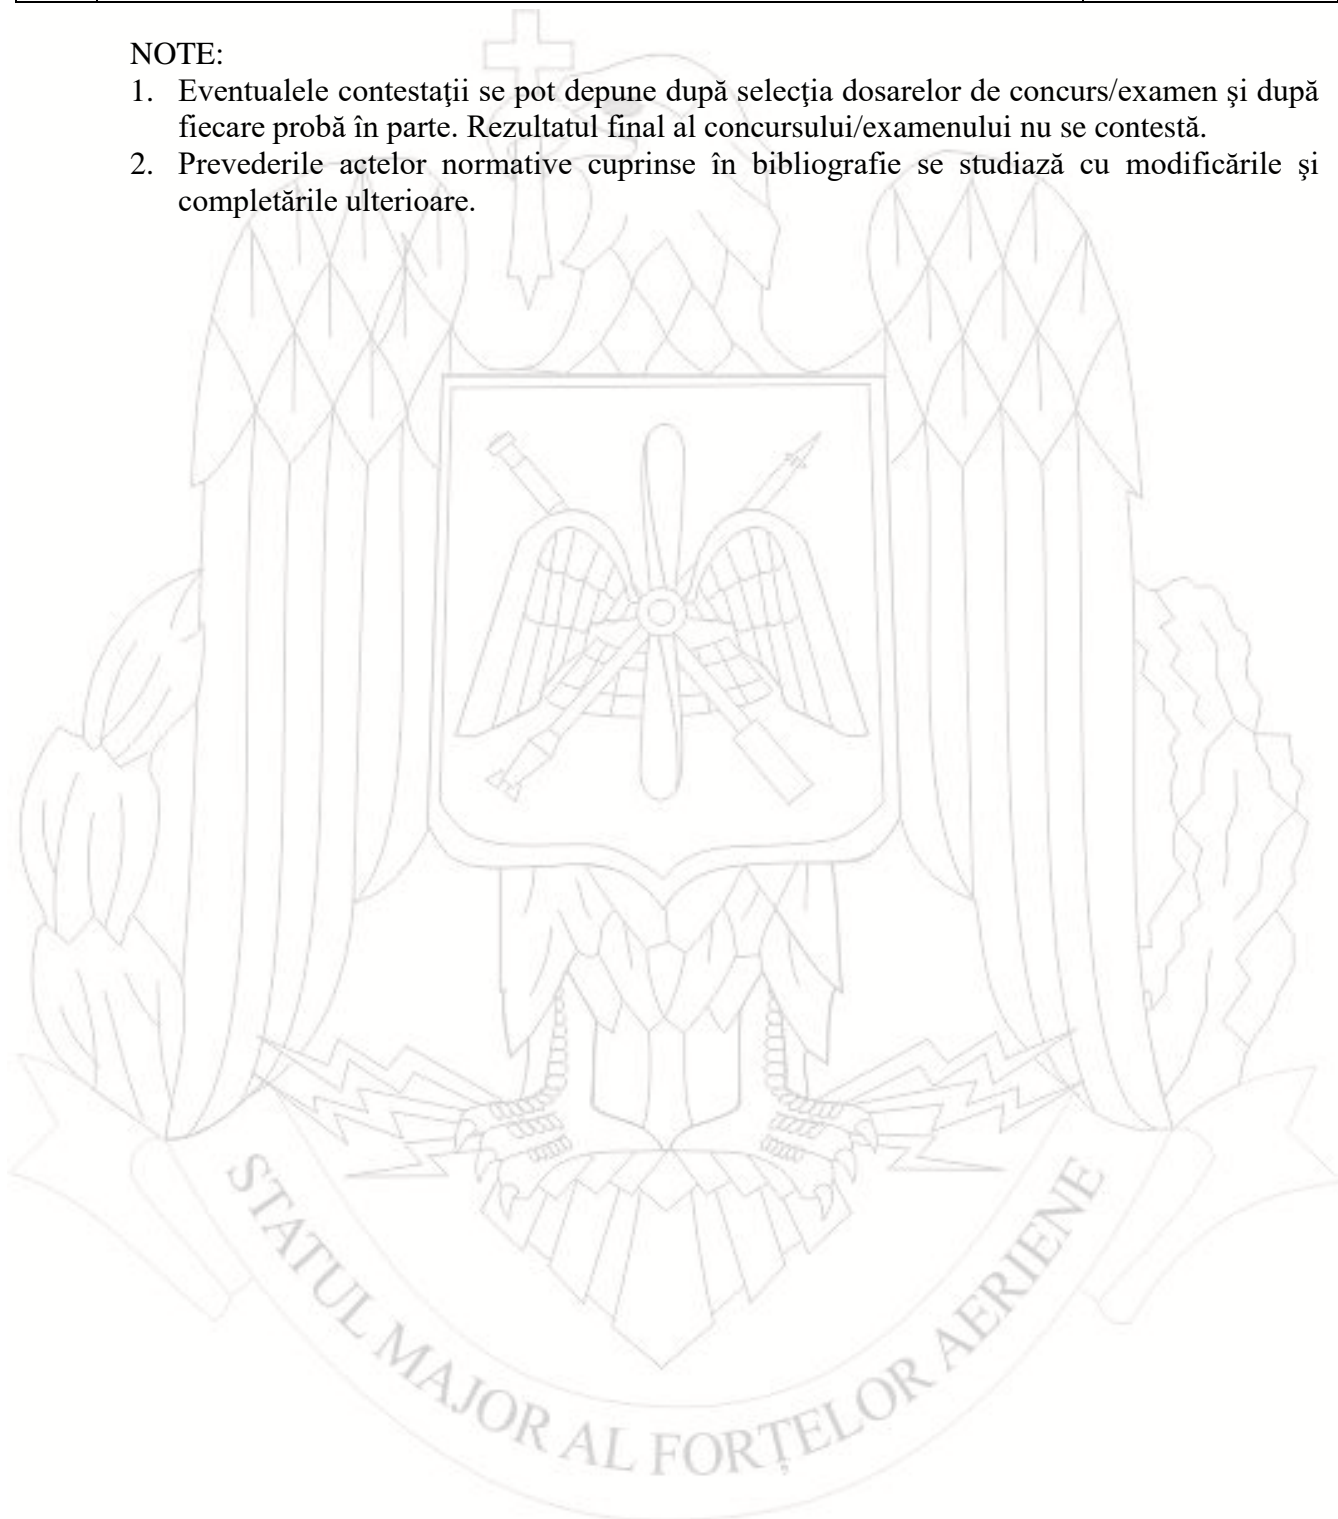 NOTE:
1. Eventualele contestaţii se pot depune după selecţia dosarelor de concurs/examen şi după
fiecare probă în parte. Rezultatul final al concursului/examenului nu se contestă.
2. Prevederile actelor normative cuprinse în bibliografie se studiază cu modificările şi
completările ulterioare.
STATUL MAJOR AL FORȚELOR AERIENE